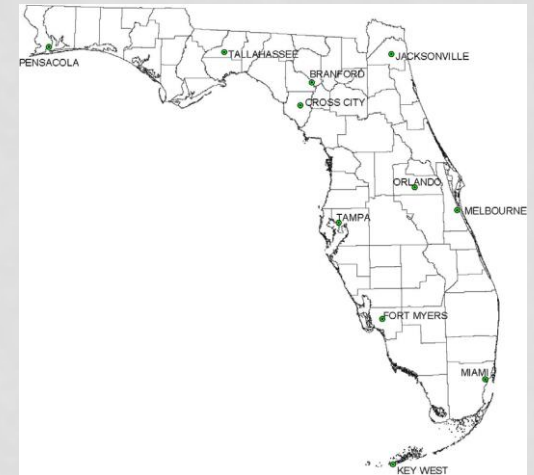 PENSACOLA
TALLAHASSEE
JACKSONVILLE
BRANFORD
CROSS CITY
ORLANDO
MELBOURNE
TAMPA
FORT MYERS
MIAMI
KEY WEST